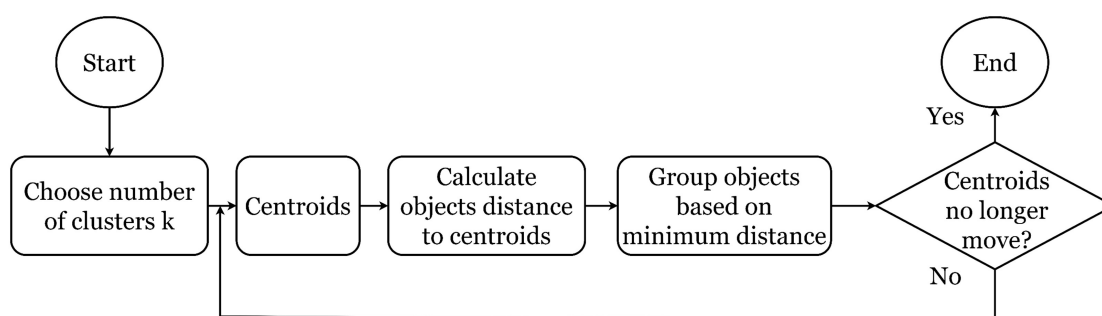 Start
Choose number
of clusters k
Centroids
Calculate
objects distance
to centroids
Group objects
based on
minimum distance
Centroids
no longer
move?
Yes
End
No